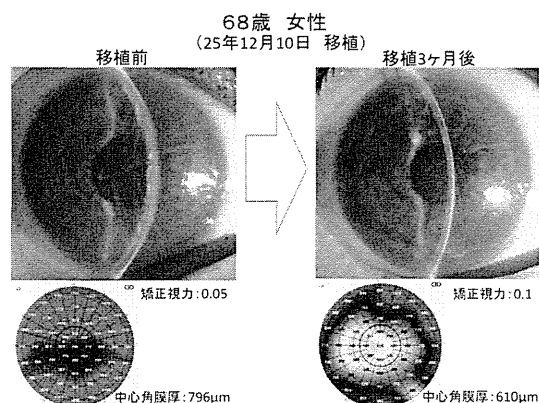 68歳 女性
(25年12月10日 移植)
移植前
移植3ヶ月後
矯正視力:0.05
矯正視力:0.1
中心角膜厚:796μm
中心角膜厚:610μm